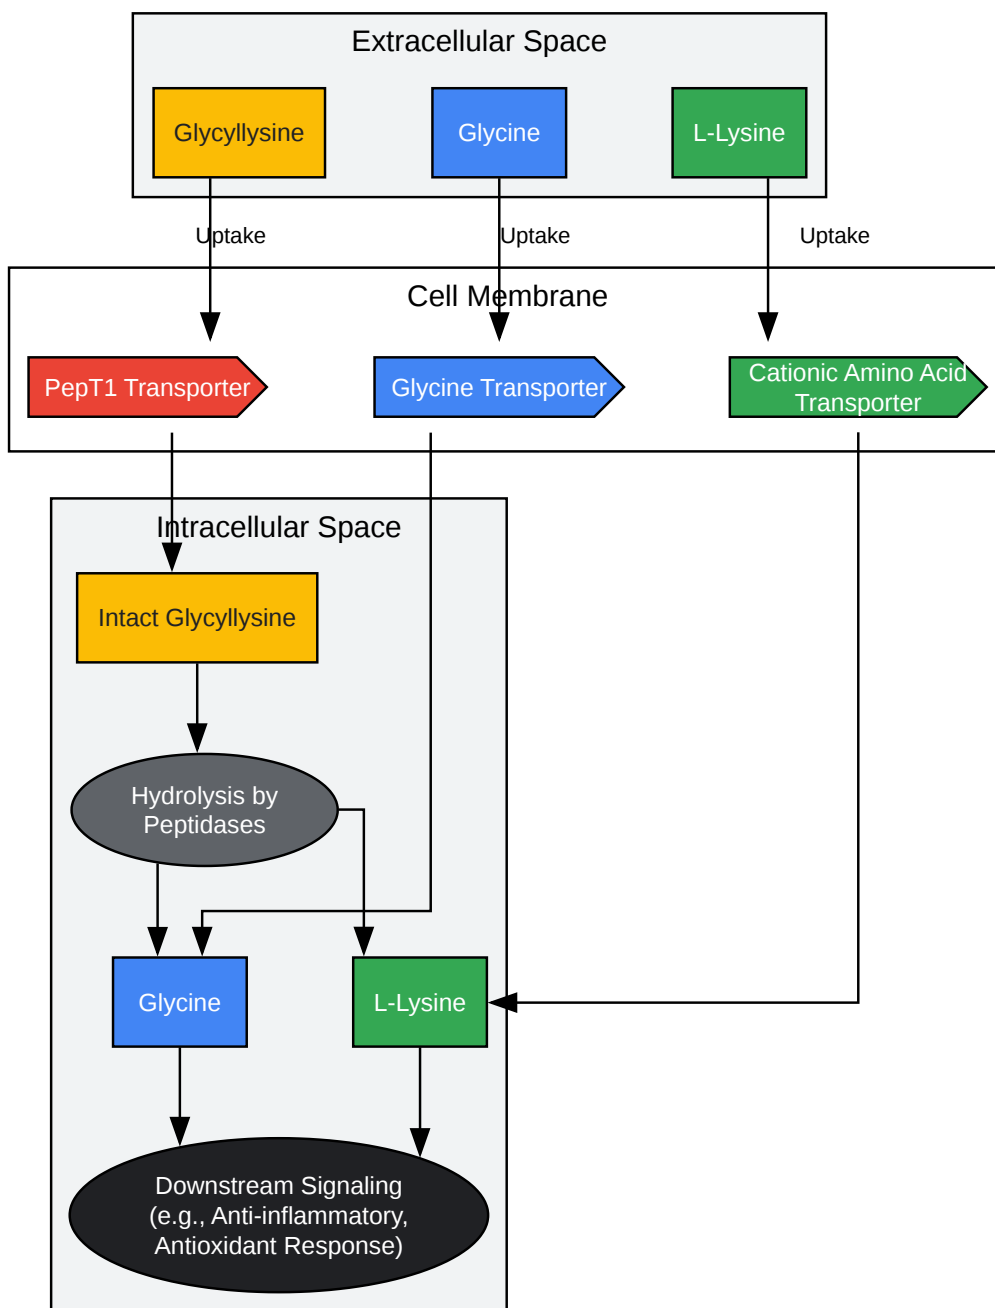 Extracellular Space
Glycyllysine
Glycine
L-Lysine
Uptake
Uptake
Uptake
Cell Membrane
PepT1 Transporter
Glycine Transporter
Cationic Amino Acid
Transporter
Intracellular Space
Intact Glycyllysine
Hydrolysis by
Peptidases
Glycine
L-Lysine
Downstream Signaling
(e.g., Anti-inflammatory,
Antioxidant Response)